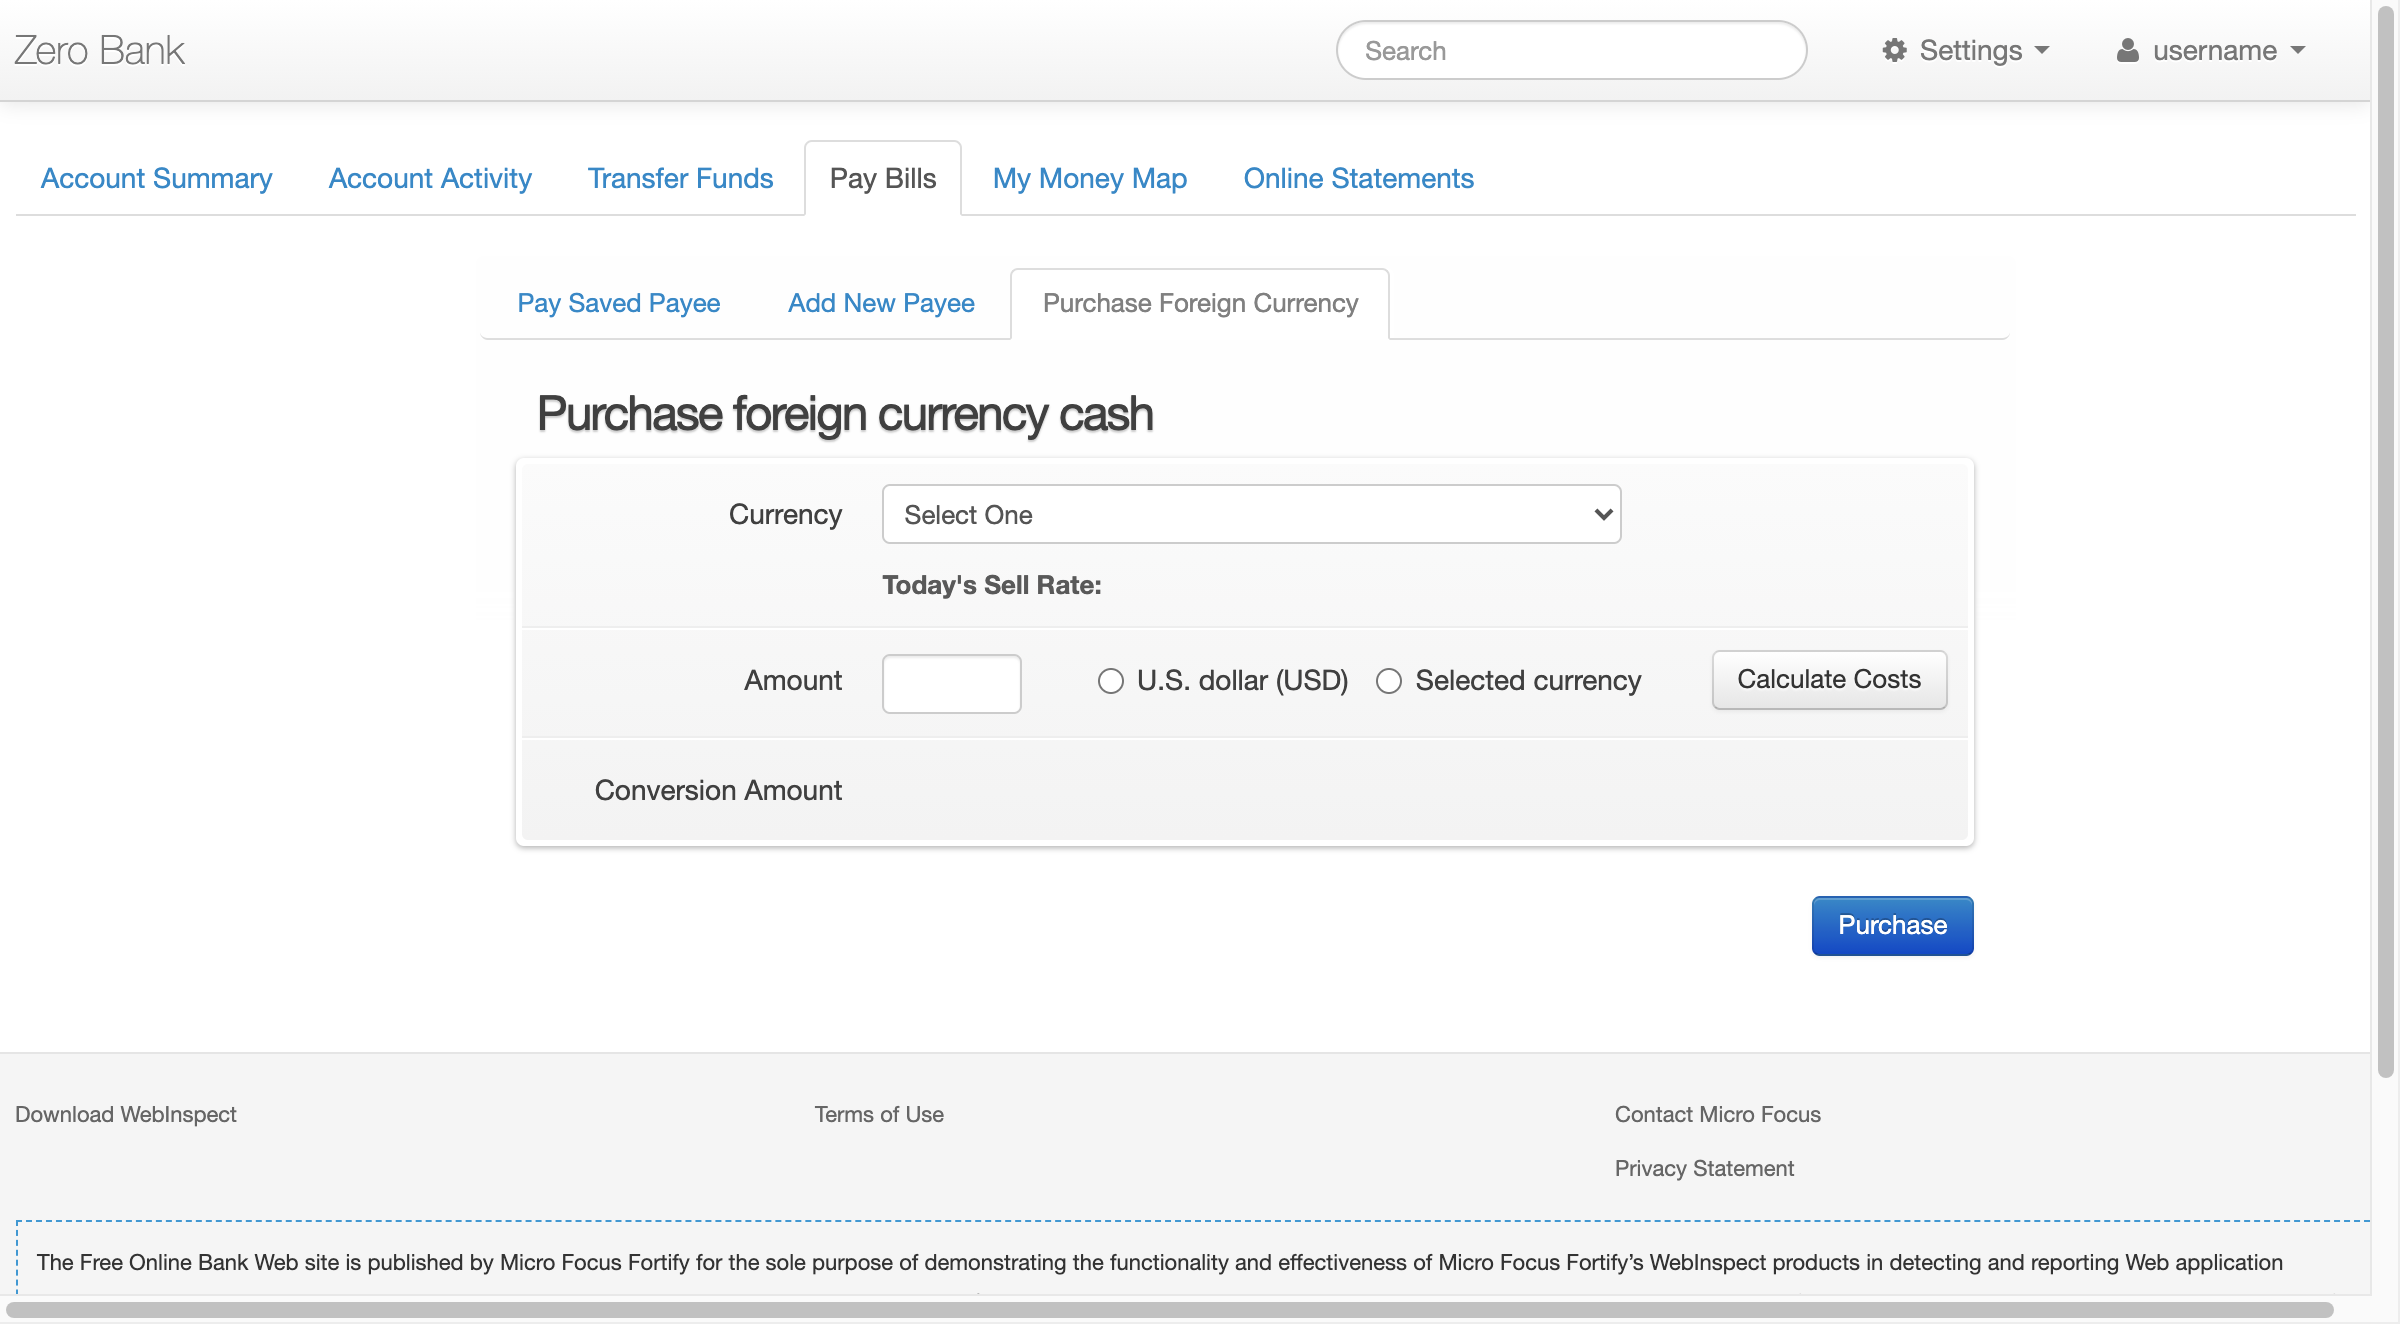 Zero Bank
Search
Settings
username
Account Summary
Account Activity
Transfer Funds
Pay Bills
My Money Map
Online Statements
Pay Saved Payee
Add New Payee
Purchase Foreign Currency
Purchase foreign currency cash
Currency
Select One
Today's Sell Rate:
Amount
U.S. dollar (USD)
Selected currency
Calculate Costs
Conversion Amount
Purchase
Download WebInspect
Terms of Use
Contact Micro Focus
Privacy Statement
The Free Online Bank Web site is published by Micro Focus Fortify for the sole purpose of demonstrating the functionality and effectiveness of Micro Focus Fortify’s WebInspect products in detecting and reporting Web application